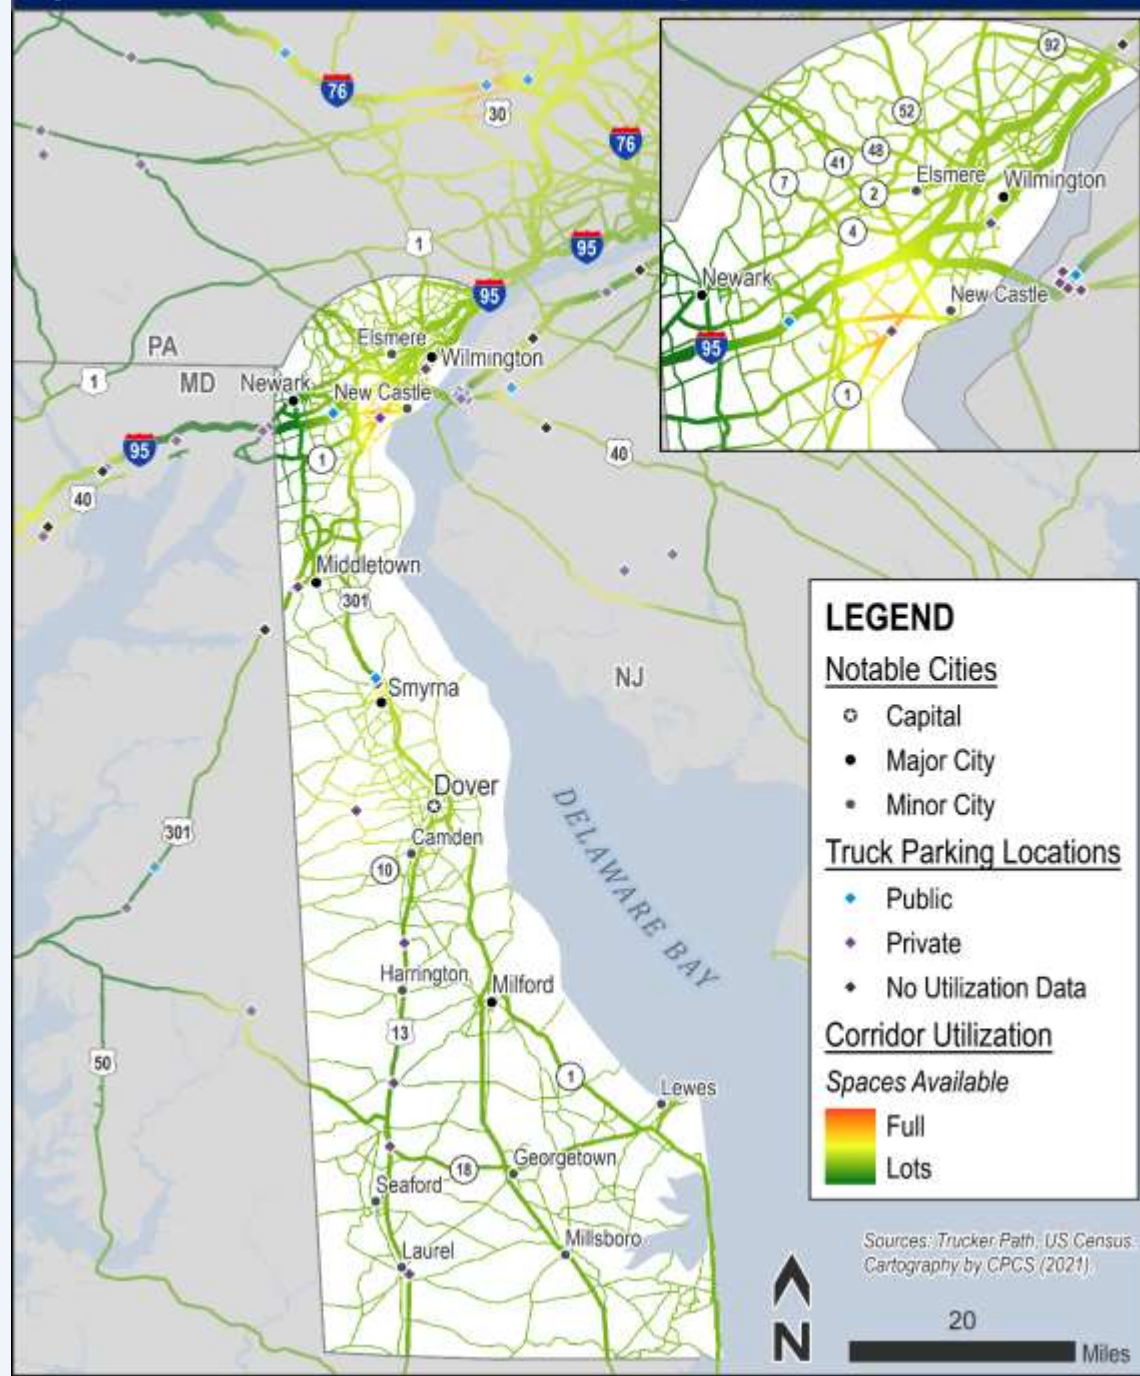 76
30
76
1
95
95
Elsmere
Wilmington
PA
MD
1
Newark
New Castle
95
1
40
40
Middletown
301
Smyrna
NJ
Dover
301
Camden
10
DELAWARE BAY
Harrington
Milford
13
50
1
Lewes
18
Georgetown
Seaford
Millsboro
Laurel
92
52
48
41
7
2
Elsmere
Wilmington
4
Newark
New Castle
95
1
LEGEND
Notable Cities
Capital
Major City
Minor City
Truck Parking Locations
Public
Private
No Utilization Data
Corridor Utilization
Spaces Available
Full
Lots
Sources: Trucker Path, US Census.
Cartography by CPCS (2021).
N
20
Miles